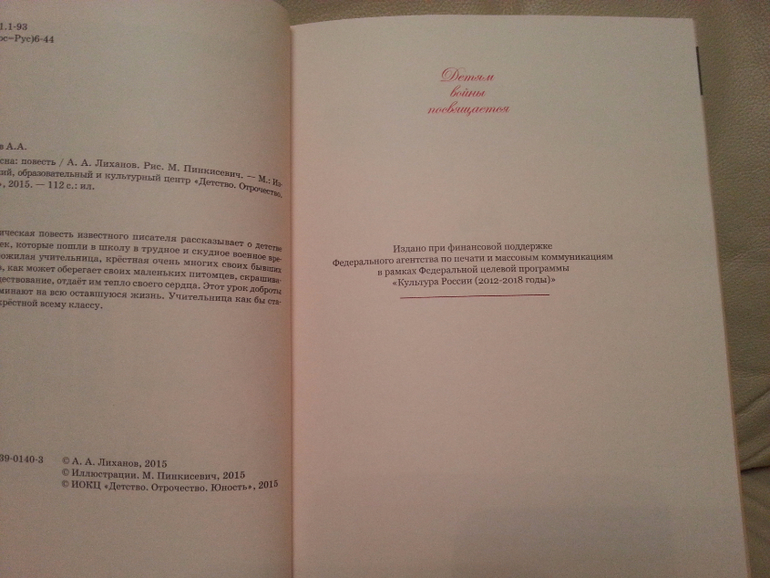 1.1-93
ос=Рус)6-44
в А.А.
сна: повесть / А. А. Лиханов. Рис. М. Пинкисевич. — М.: Из-
ий, образовательный и культурный центр «Детство. Отрочество.
», 2015. — 112 с.: ил.
ическая повесть известного писателя рассказывает о детстве
ек, которые пошли в школу в трудное и скудное военное вре-
ожилая учительница, крёстная очень многих своих бывших
в, как может оберегает своих маленьких питомцев, скрашива-
ществование, отдаёт им тепло своего сердца. Этот урок доброты
минают на всю оставшуюся жизнь. Учительница как бы ста-
крёстной всему классу.
39-0140-3
© А. А. Лиханов, 2015
© Иллюстрации. М. Пинкисевич, 2015
© ИОКЦ «Детство. Отрочество. Юность», 2015
Детям
войны
посвящается
Издано при финансовой поддержке
Федерального агентства по печати и массовым коммуникациям
в рамках Федеральной целевой программы
«Культура России (2012-2018 годы)»